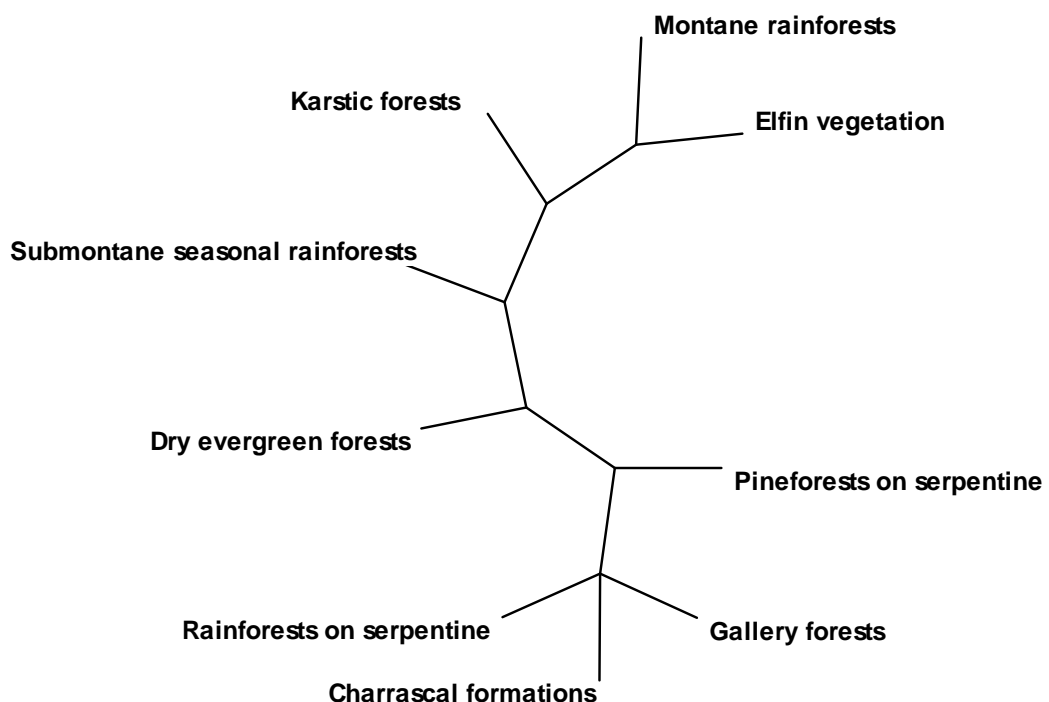 Montane rainforests
Karstic forests
Elfin vegetation
Submontane seasonal rainforests
Dry evergreen forests
Pineforests on serpentine
Rainforests on serpentine
Gallery forests
Charrascal formations